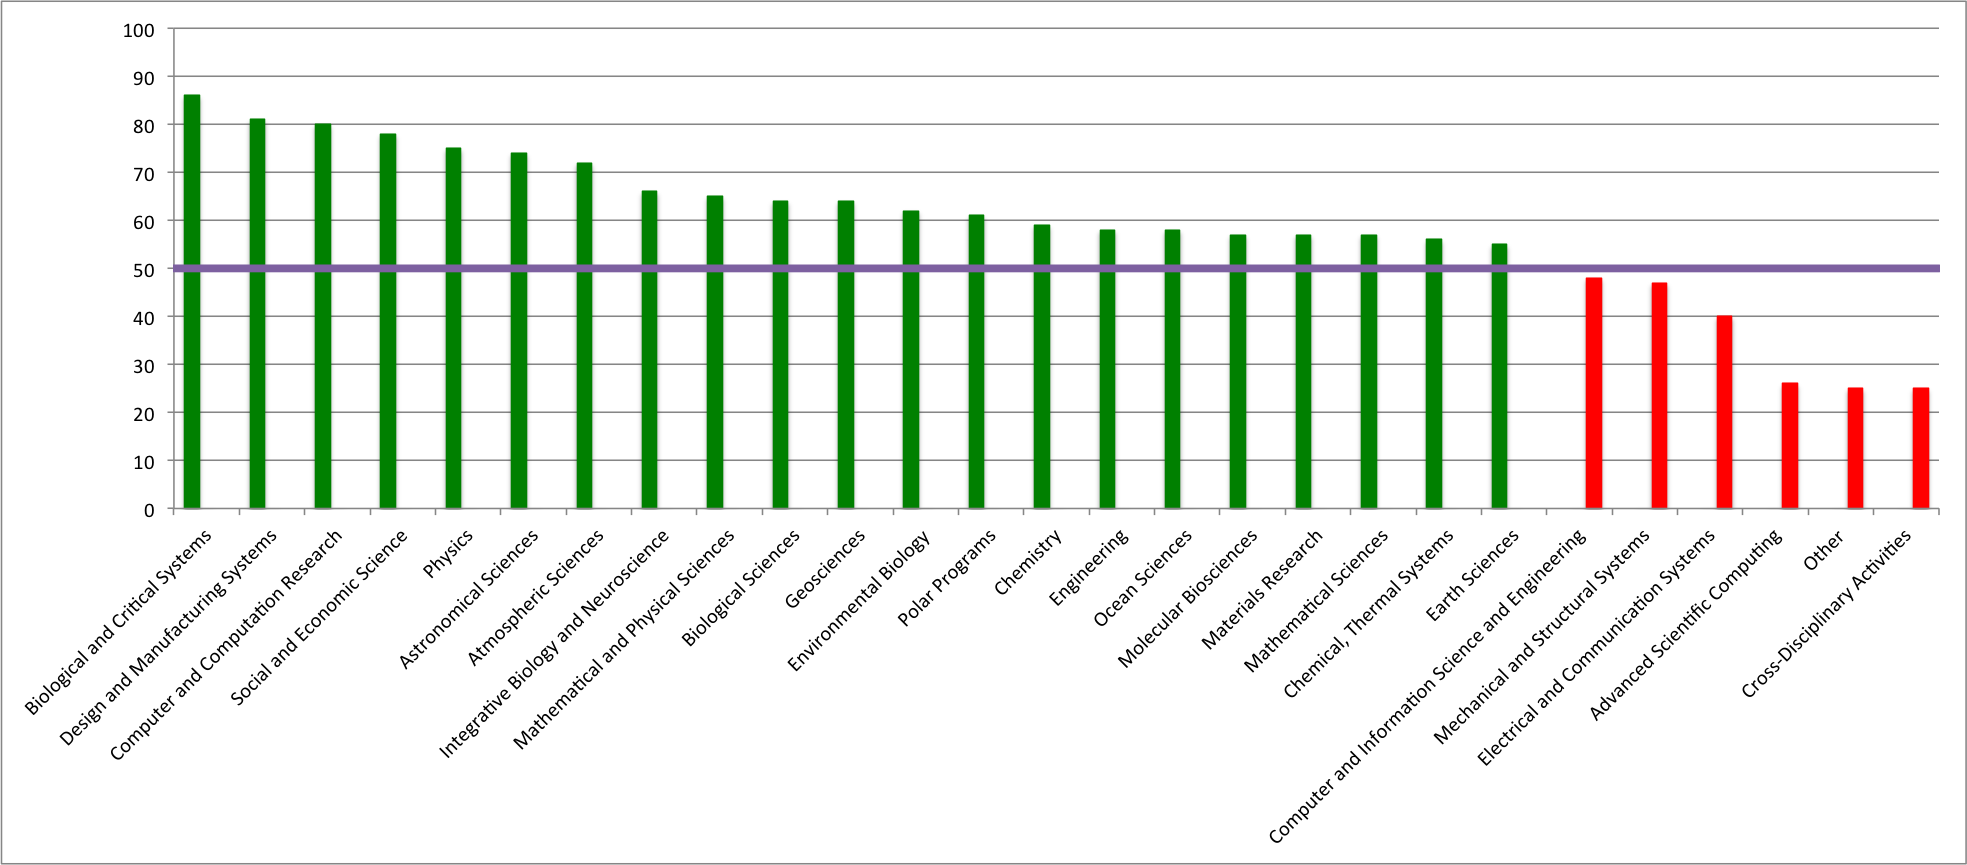 100
90
80
70
60
50
40
30
20
10
0
Biological and Critical Systems
Design and Manufacturing Systems
Computer and Computation Research
Social and Economic Science
Physics
Astronomical Sciences
Atmospheric Sciences
Integrative Biology and Neuroscience
Mathematical and Physical Sciences
Biological Sciences
Geosciences
Environmental Biology
Polar Programs
Chemistry
Engineering
Ocean Sciences
Molecular Biosciences
Materials Research
Mathematical Sciences
Chemical, Thermal Systems
Earth Sciences
Computer and Information Science and Engineering
Mechanical and Structural Systems
Electrical and Communication Systems
Advanced Scientific Computing
Other
Cross-Disciplinary Activities